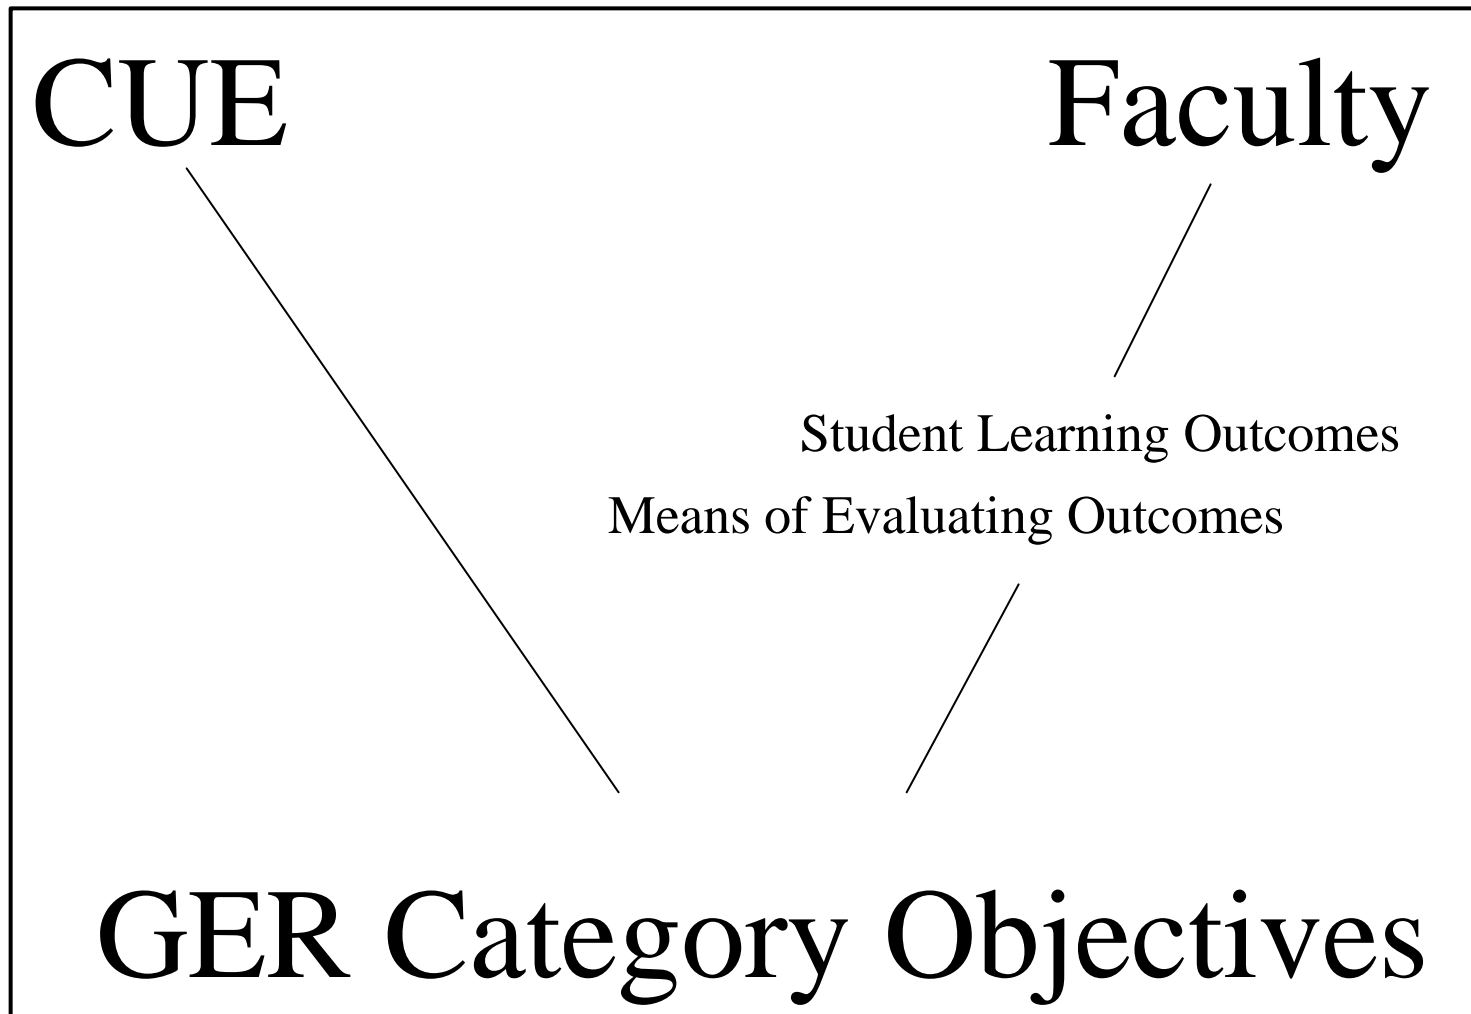 CUE
Faculty
Student Learning Outcomes
Means of Evaluating Outcomes
GER Category Objectives